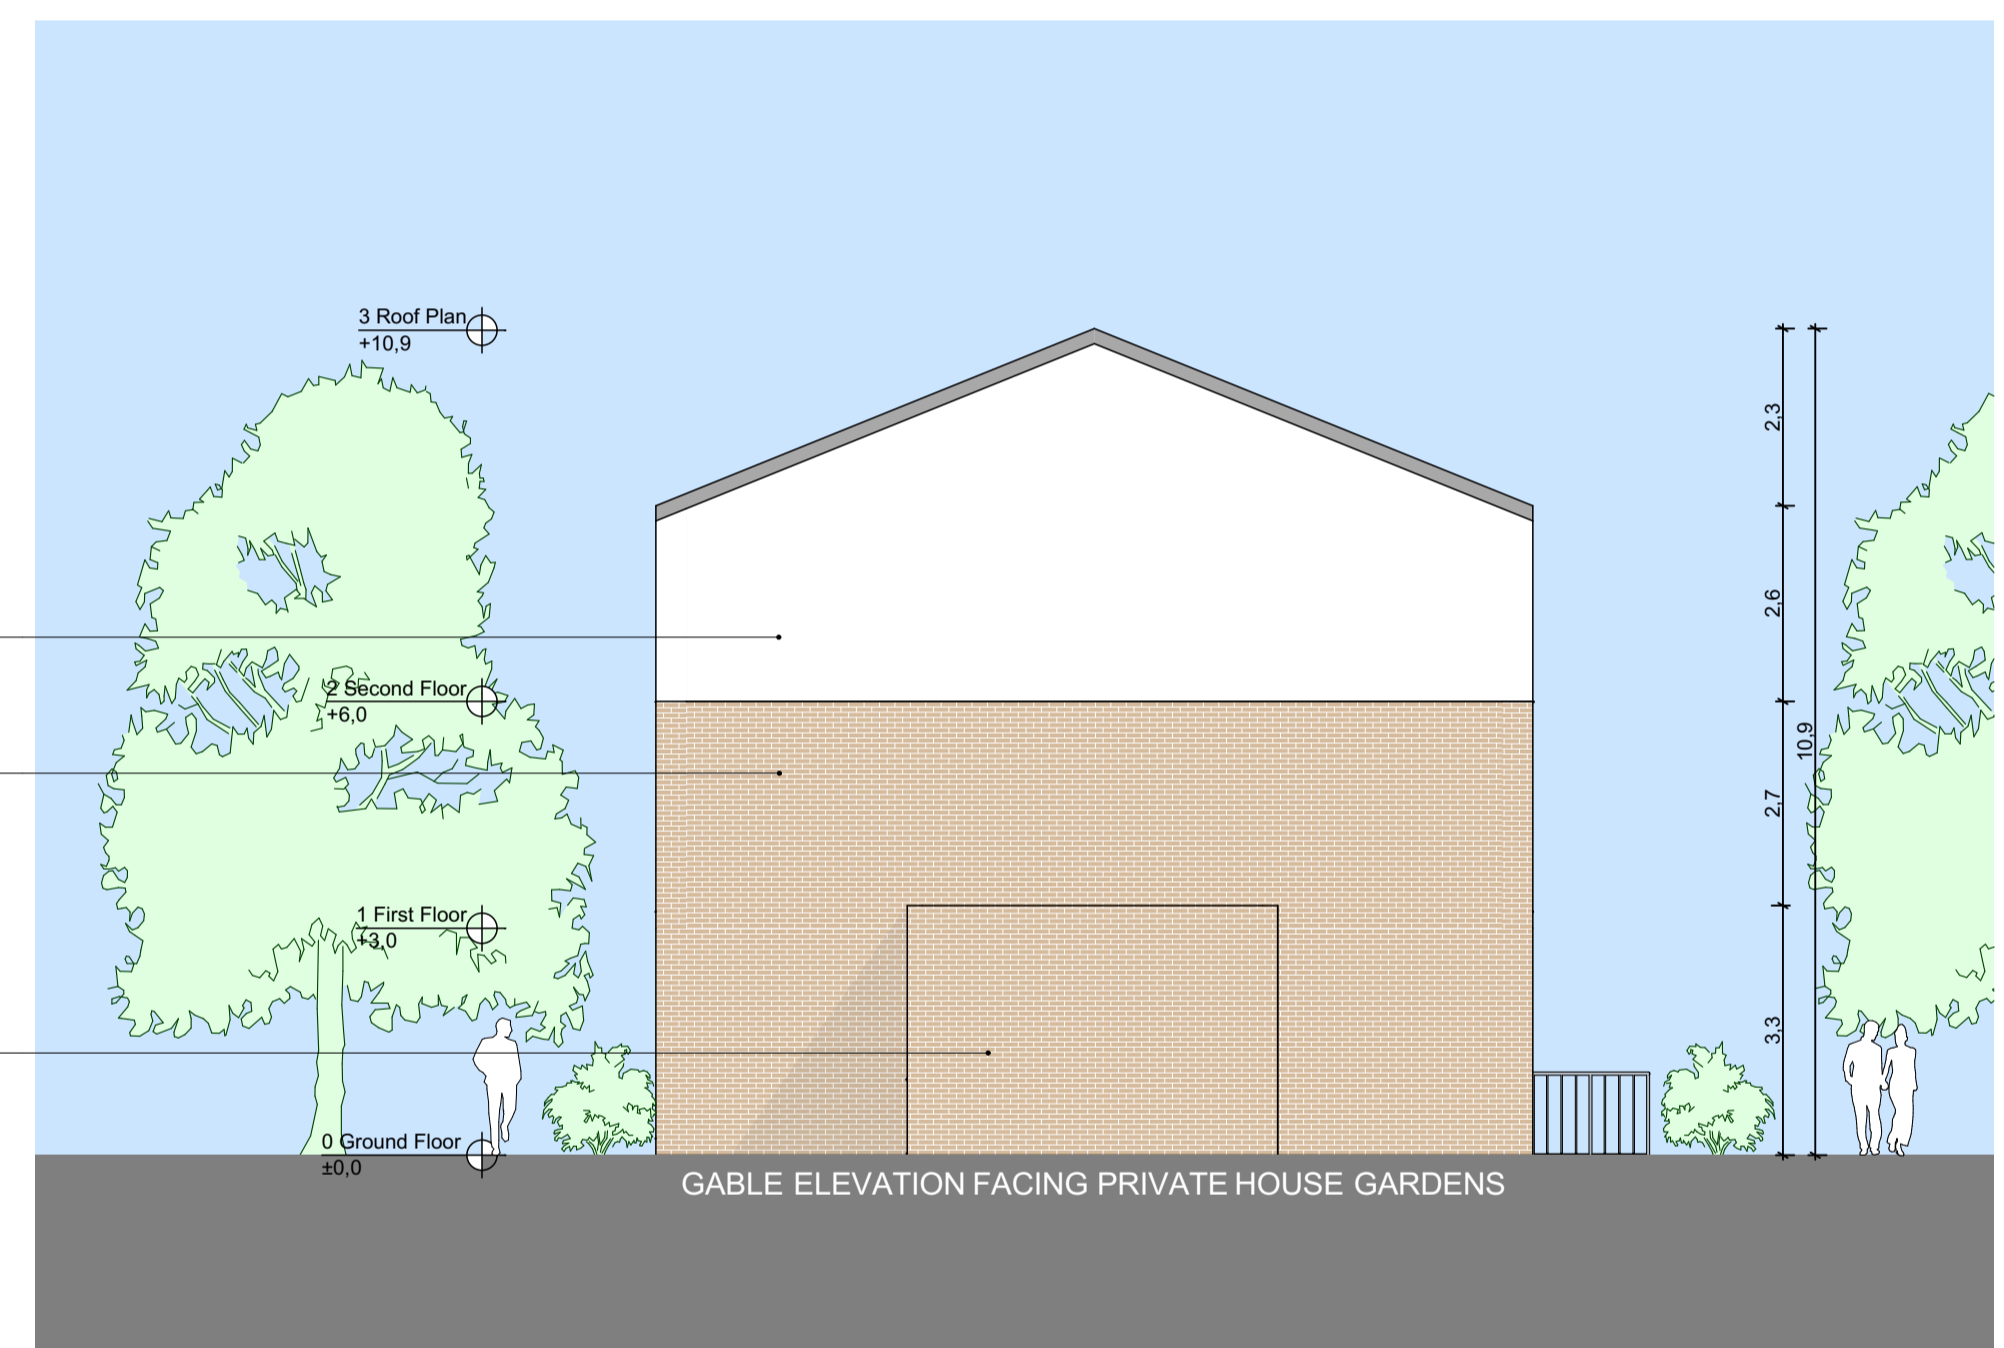 3 Roof Plan
+10,9
2,3
2,6
2 Second Floor
+6,0
10,9
2,7
1 First Floor
+3,0
3,3
0 Ground Floor
±0,0
GABLE ELEVATION FACING PRIVATE HOUSE GARDENS